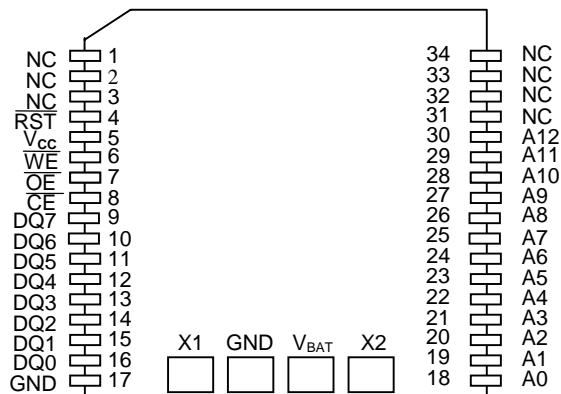 NC 1 34 NC
NC 2 33 NC
NC 3 32 NC
RST 4 31 NC
VCC 5 30 A12
WE 6 29 A11
OE 7 28 A10
CE 8 27 A9
DQ7 9 26 A8
DQ6 10 25 A7
DQ5 11 24 A6
DQ4 12 23 A5
DQ3 13 22 A4
DQ2 14 21 A3
DQ1 15 20 A2
DQ0 16 19 A1
GND 17 18 A0
X1 GND VBAT X2